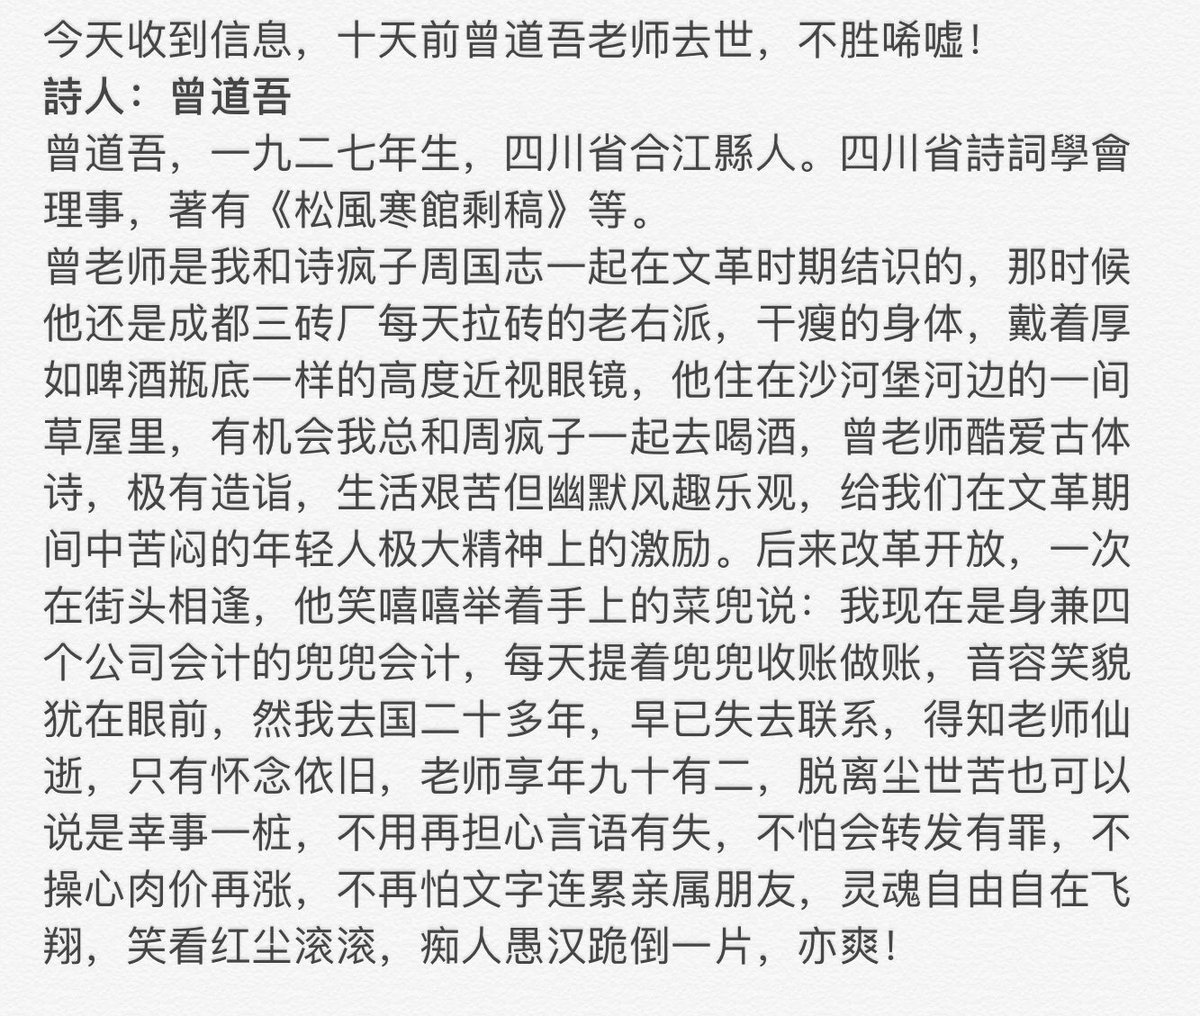 今天收到信息，十天前曾道吾老师去世，不胜唏嘘！
詩人：曾道吾
曾道吾，一九二七年生，四川省合江縣人。四川省詩詞學會
理事，著有《松風寒館剩稿》等。
曾老师是我和诗疯子周国志一起在文革时期结识的，那时候
他还是成都三砖厂每天拉砖的老右派，干瘦的身体，戴着厚
如啤酒瓶底一样的高度近视眼镜，他住在沙河堡河边的一间
草屋里，有机会我总和周疯子一起去喝酒，曾老师酷爱古体
诗，极有造诣，生活艰苦但幽默风趣乐观，给我们在文革期
间中苦闷的年轻人极大精神上的激励。后来改革开放，一次
在街头相逢，他笑嘻嘻举着手上的菜兜说：我现在是身兼四
个公司会计的兜兜会计，每天提着兜兜收账做账，音容笑貌
犹在眼前，然我去国二十多年，早已失去联系，得知老师仙
逝，只有怀念依旧，老师享年九十有二，脱离尘世苦也可以
说是幸事一桩，不用再担心言语有失，不怕会转发有罪，不
操心肉价再涨，不再怕文字连累亲属朋友，灵魂自由自在飞
翔，笑看红尘滚滚，痴人愚汉跪倒一片，亦爽！